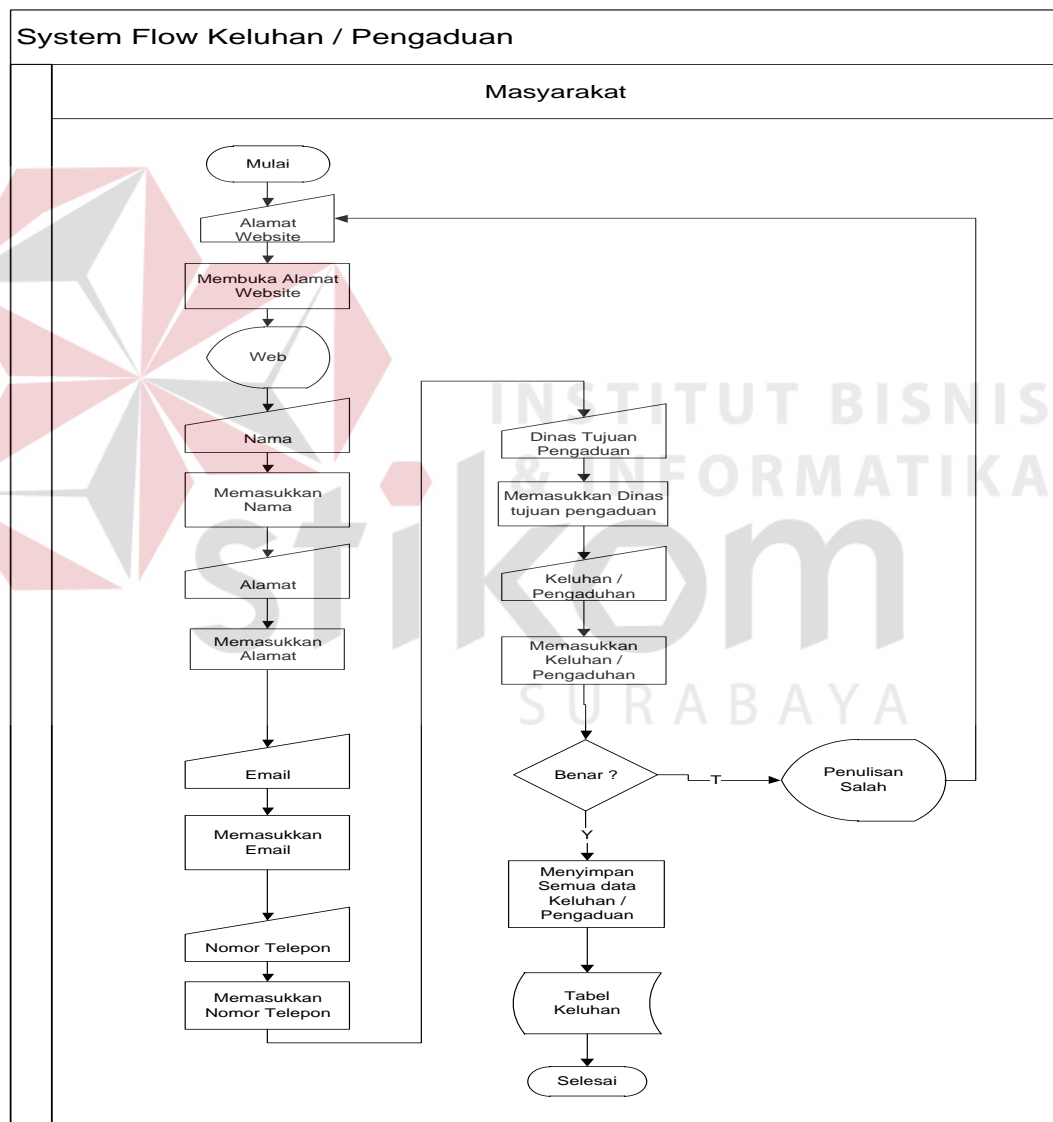 System Flow Keluhan / Pengaduan
Masyarakat
Mulai
Alamat
Website
Membuka Alamat
Website
Web
Nama
Memasukkan
Nama
Alamat
Memasukkan
Alamat
Email
Memasukkan
Email
Nomor Telepon
Memasukkan
Nomor Telepon
Dinas Tujuan
Pengaduan
Memasukkan Dinas
tujuan pengaduan
Keluhan /
Pengaduhan
Memasukkan
Keluhan /
Pengaduhan
Benar ?
T
Penulisan
Salah
Y
Menyimpan
Semua data
Keluhan /
Pengaduan
Tabel
Keluhan
Selesai
INSTITUT BISNIS
& INFORMATIKA
stikom
SURABAYA